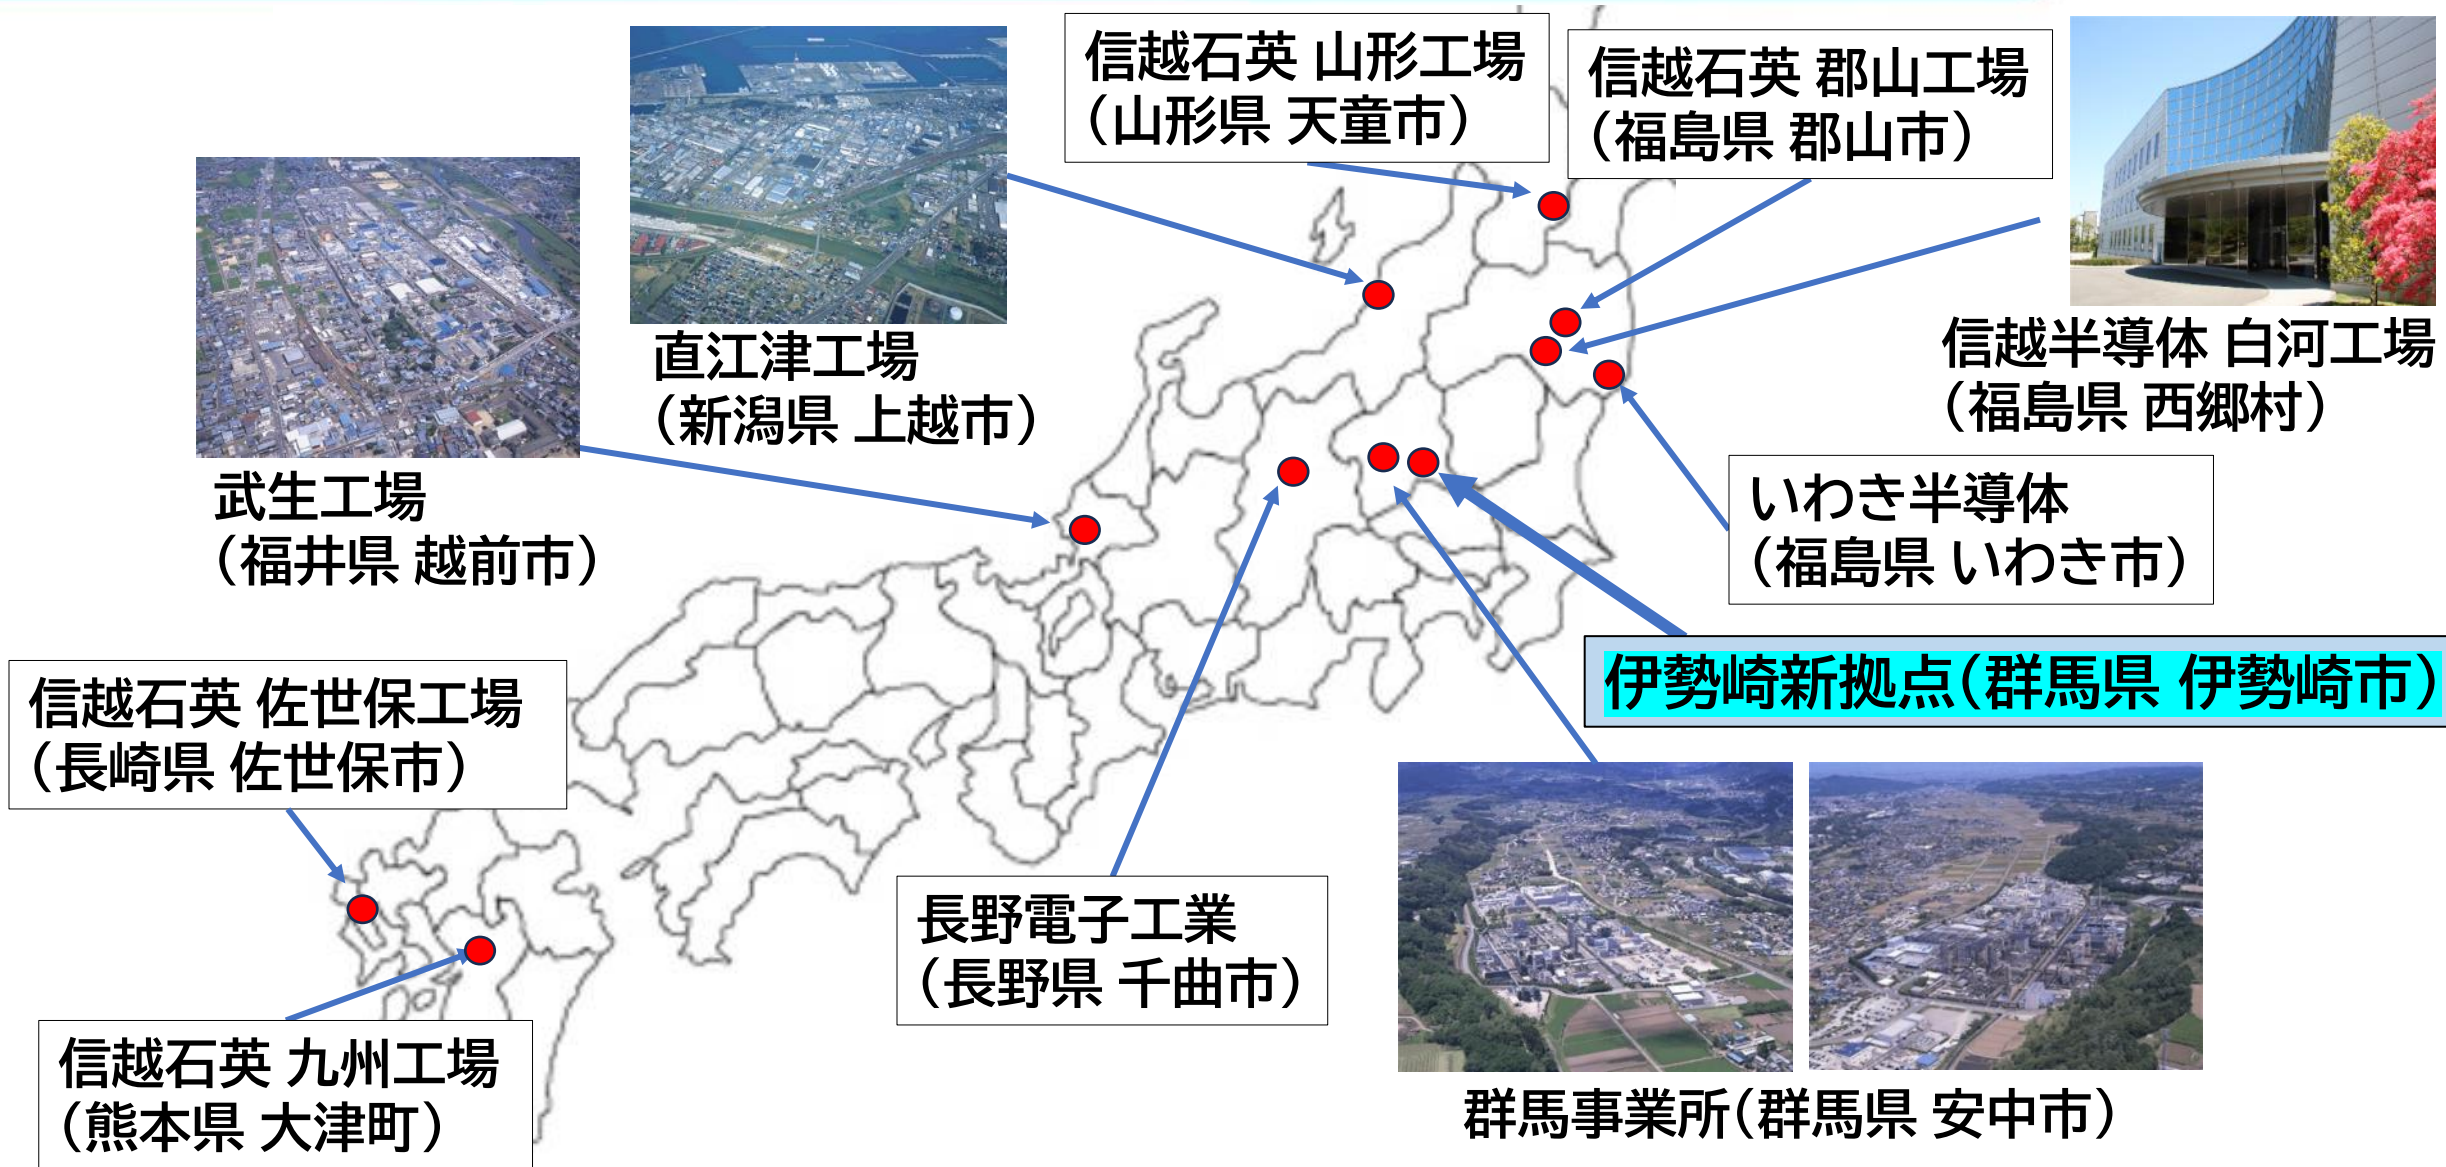 信越石英 山形工場
（山形県 天童市）
信越石英 郡山工場
（福島県 郡山市）
直江津工場
（新潟県 上越市）
信越半導体 白河工場
（福島県 西郷村）
武生工場
（福井県 越前市）
いわき半導体
（福島県 いわき市）
伊勢崎新拠点（群馬県 伊勢崎市）
信越石英 佐世保工場
（長崎県 佐世保市）
長野電子工業
（長野県 千曲市）
信越石英 九州工場
（熊本県 大津町）
群馬事業所（群馬県 安中市）